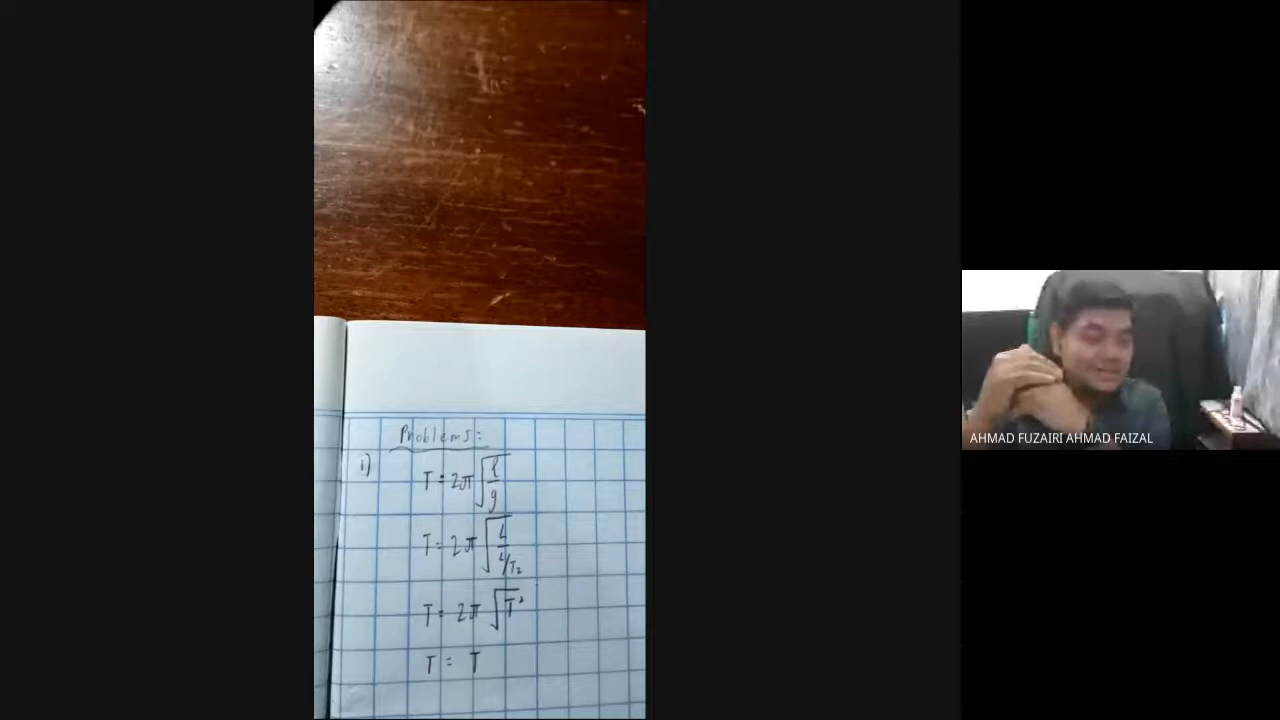 Problems:
1)
T = 2π √(l/g)
T = 2π √(L/(L/T2))
T = 2π √T²
T = T
AHMAD FUZAIRI AHMAD FAIZAL